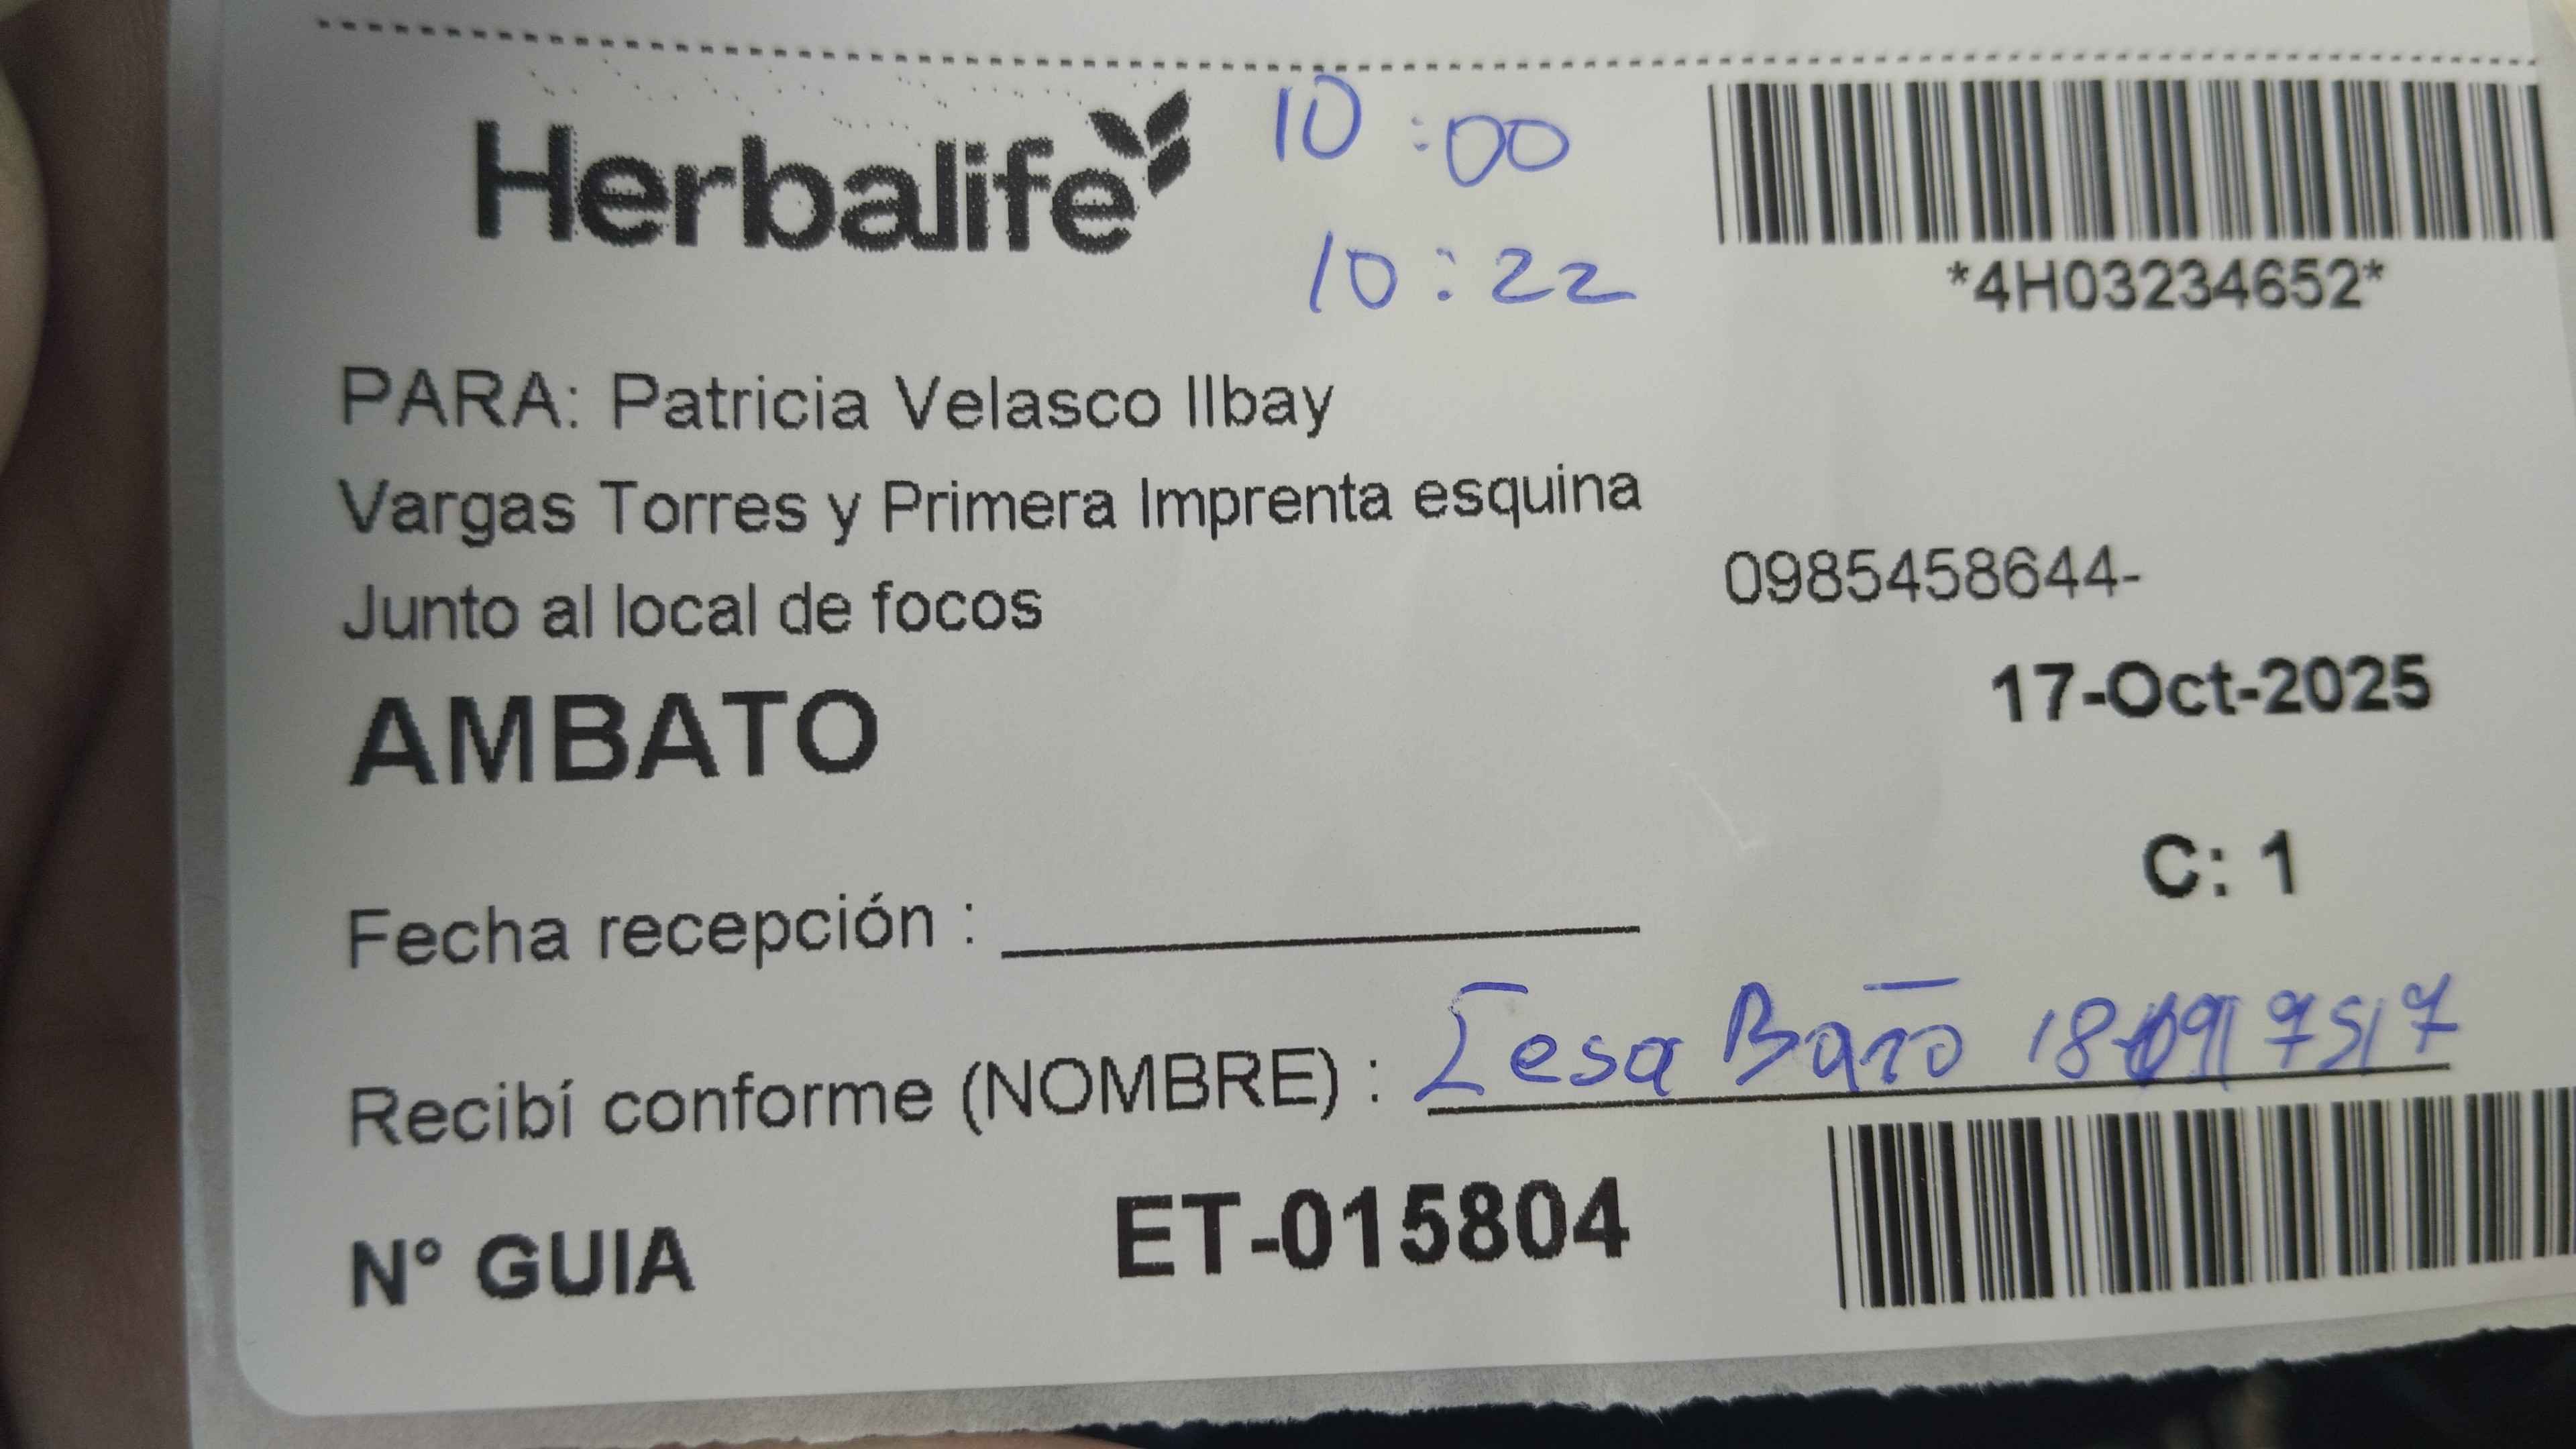 Herbalife
10:00
10:22
*4H03234652*
PARA: Patricia Velasco Ilbay
Vargas Torres y Primera Imprenta esquina
Junto al local de focos
0985458644-
AMBATO
17-Oct-2025
C: 1
Fecha recepción :
Recibí conforme (NOMBRE) :
N° GUIA ET-015804